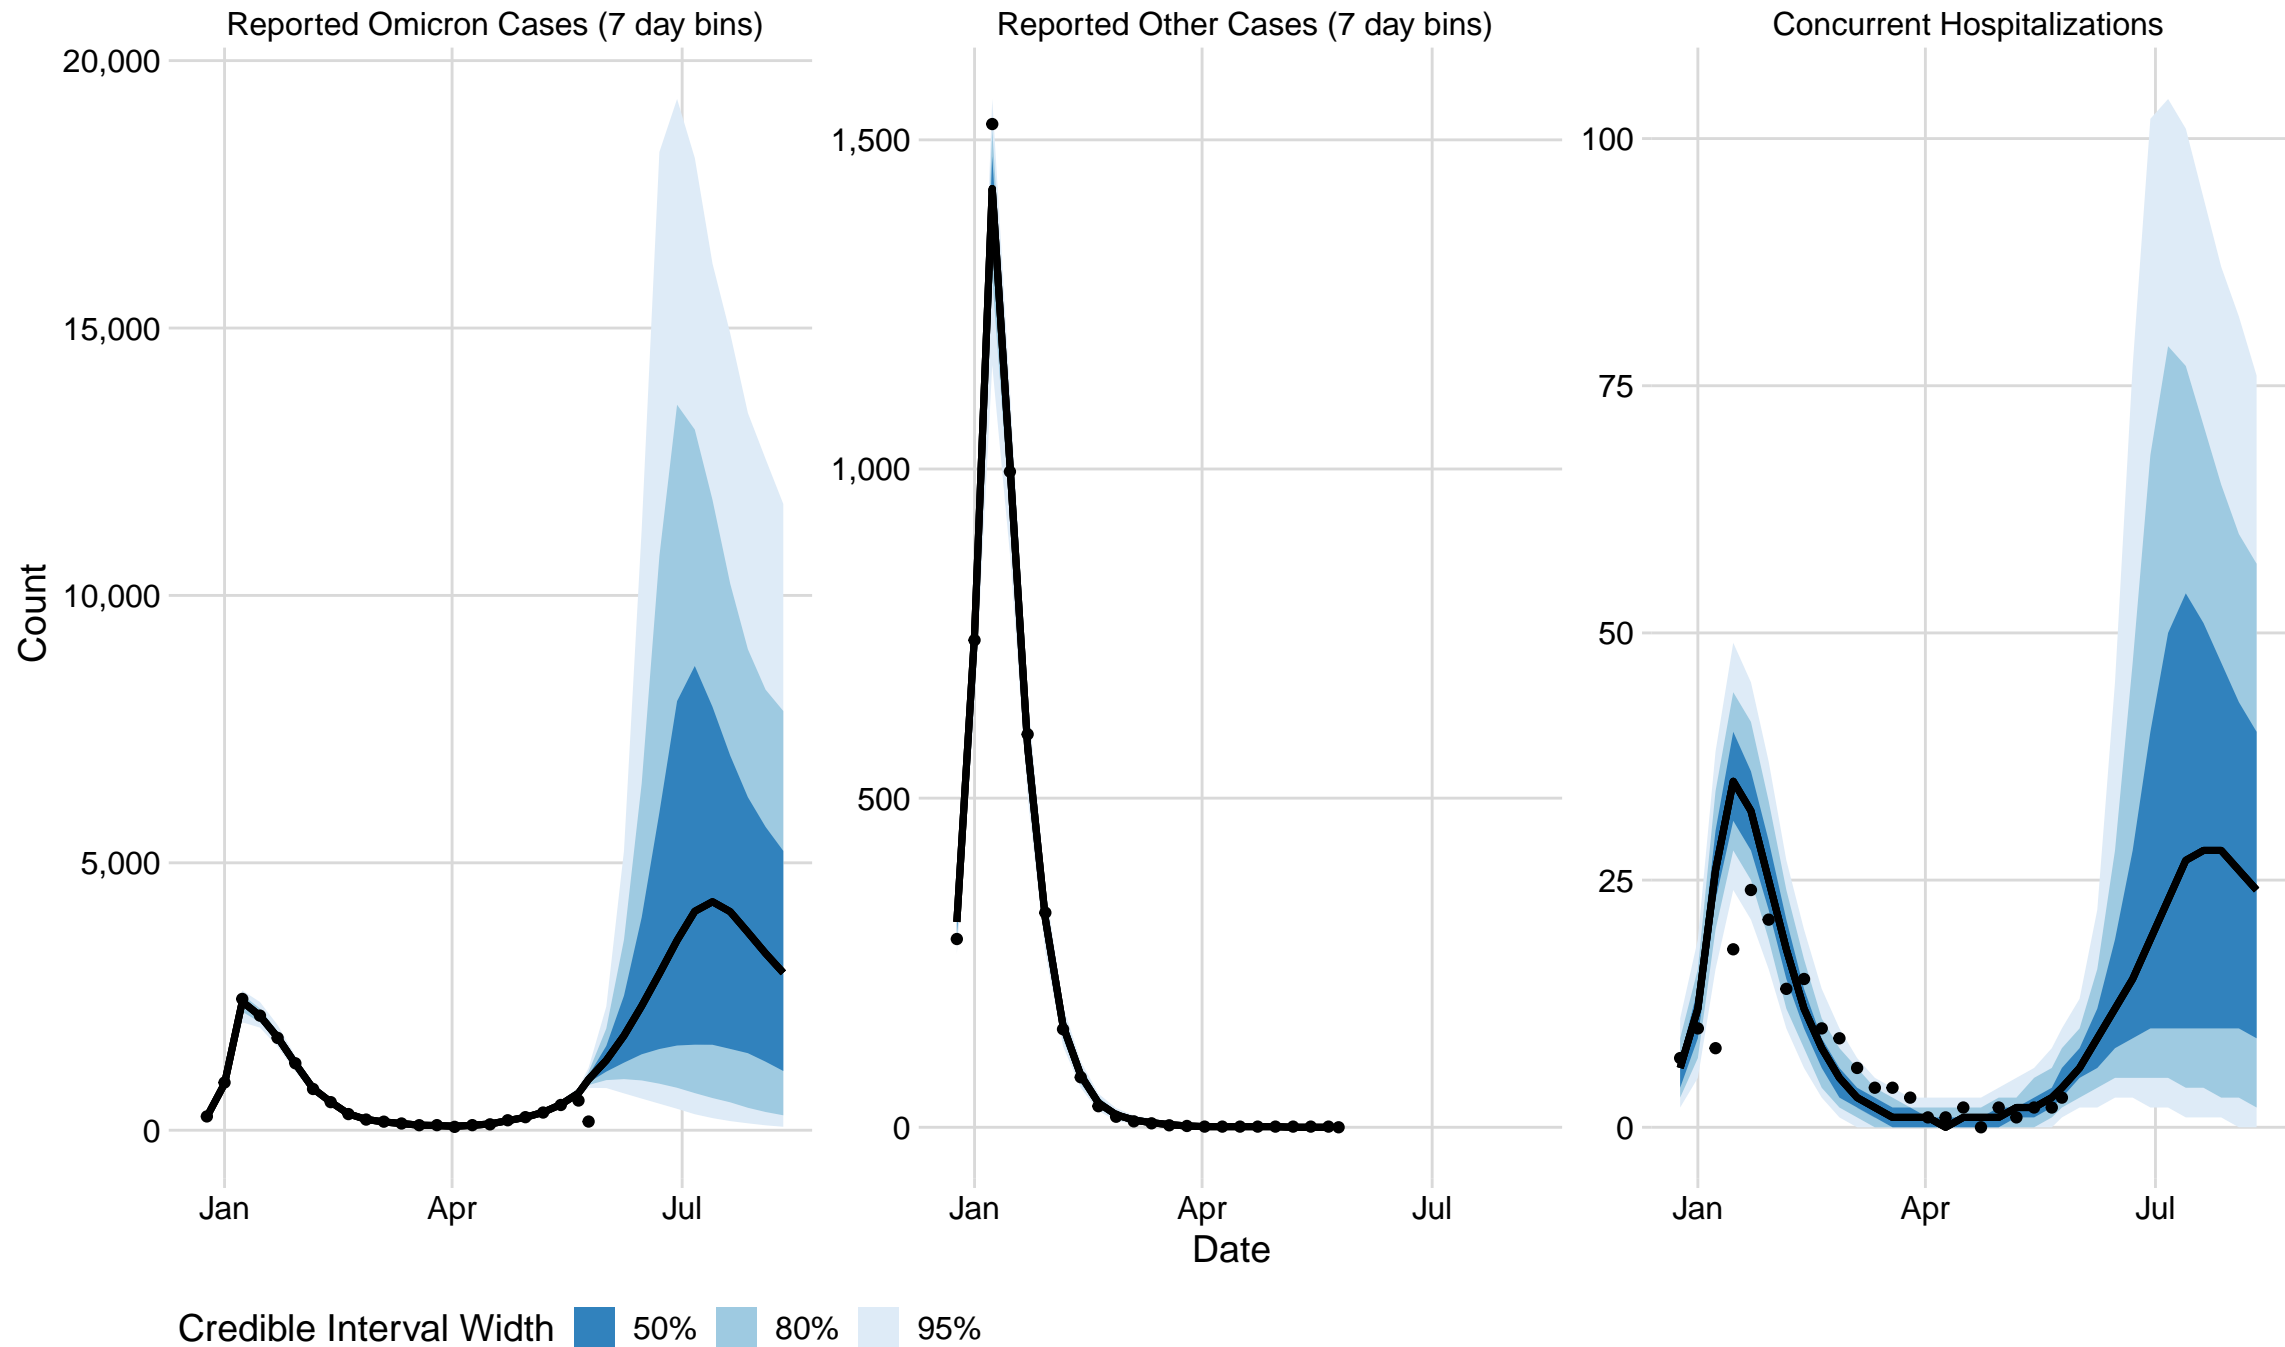 Reported Omicron Cases (7 day bins)
Reported Other Cases (7 day bins)
Concurrent Hospitalizations
Count
20,000
15,000
10,000
5,000
0
Jan
Apr
Jul
1,500
1,000
500
0
Jan
Apr
Jul
100
75
50
25
0
Jan
Apr
Jul
Date
Credible Interval Width
50%
80%
95%